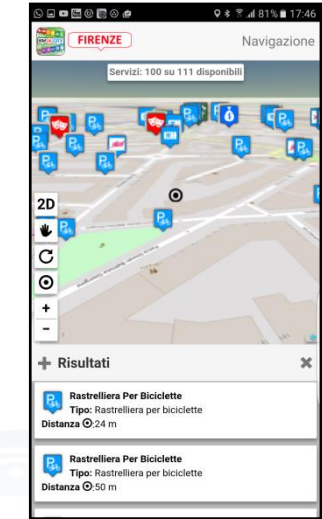 81% 17:46
FIRENZE
Navigazione
Servizi: 100 su 111 disponibili
2D
Risultati
Rastrelliera Per Biciclette
Tipo: Rastrelliera per biciclette
Distanza :24 m
Rastrelliera Per Biciclette
Tipo: Rastrelliera per biciclette
Distanza :50 m